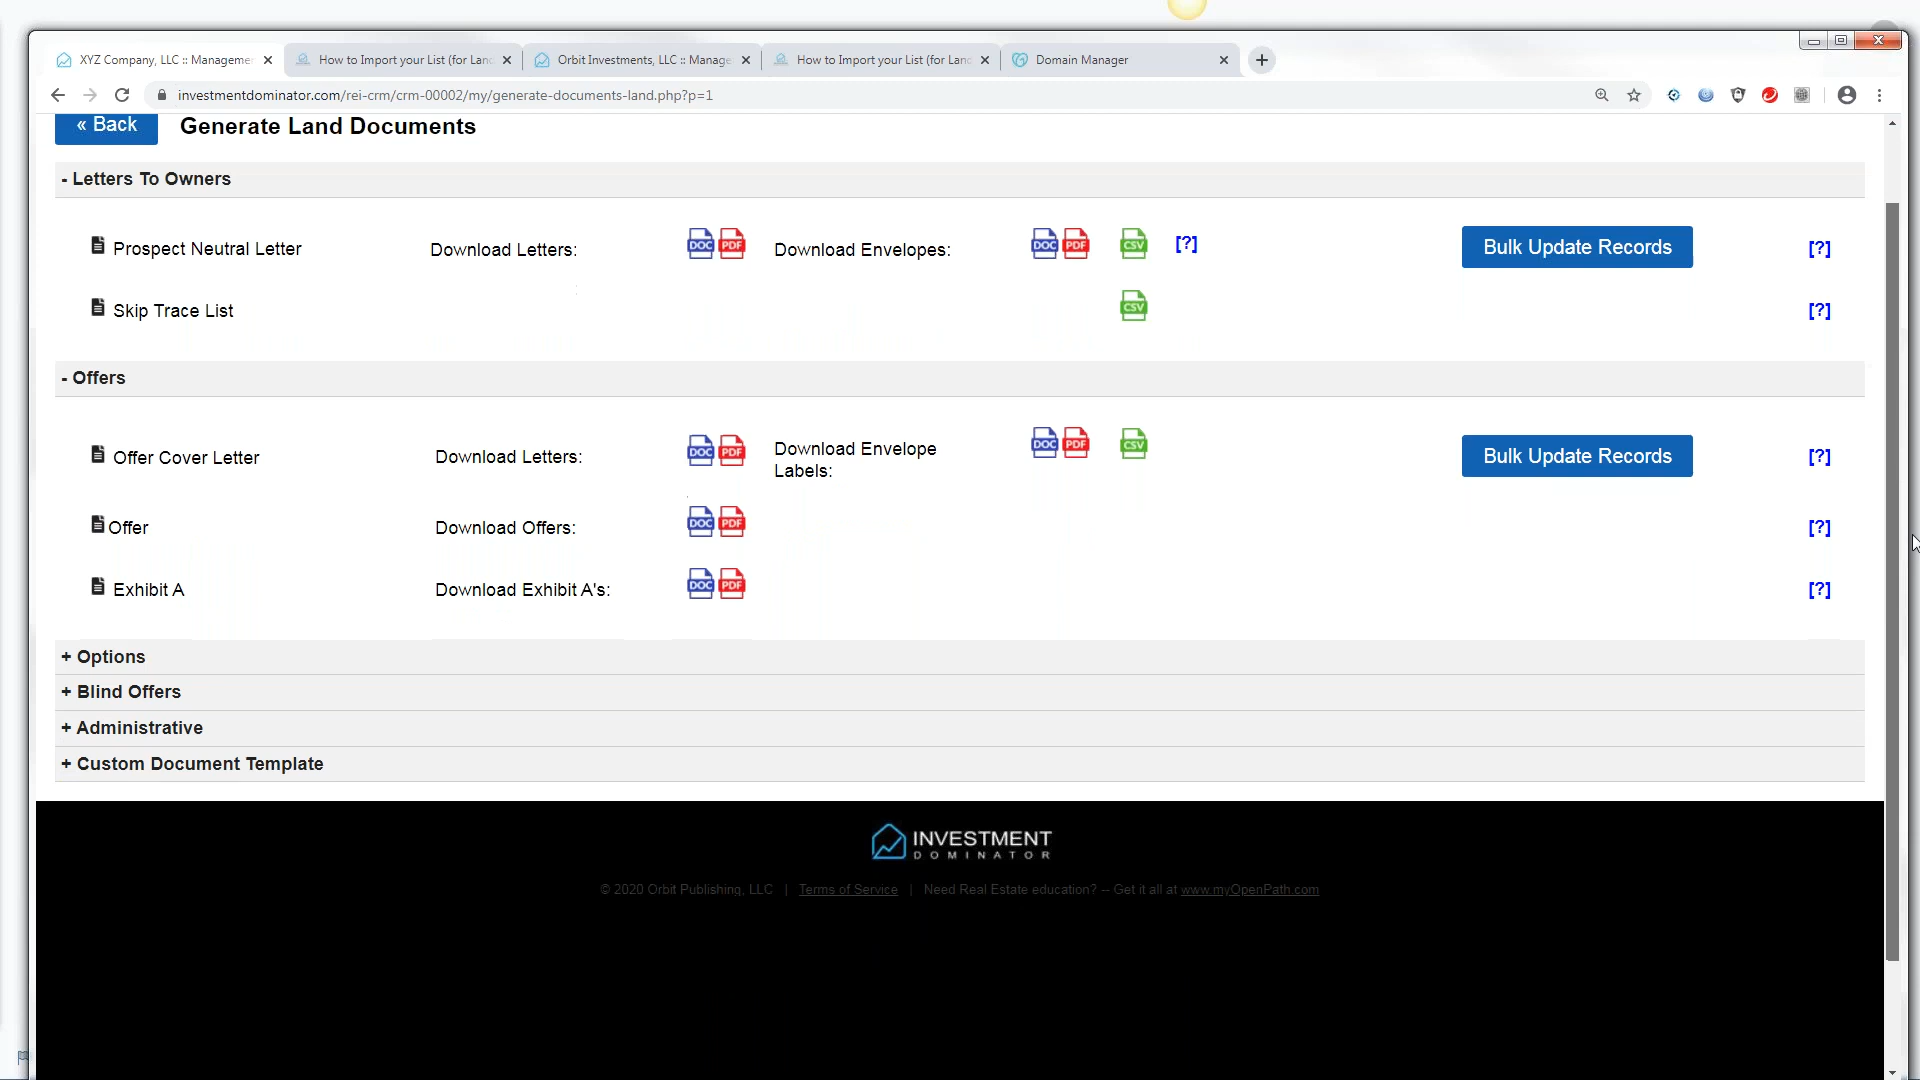 XYZ Company, LLC :: Manageme
How to Import your List (for Land
Orbit Investments, LLC :: Manage
How to Import your List (for Land
Domain Manager
investmentdominator.com/rei-crm/crm-00002/my/generate-documents-land.php?p=1
« Back
Generate Land Documents
- Letters To Owners
Prospect Neutral Letter
Download Letters:
DOC PDF
Download Envelopes:
DOC PDF CSV [?]
Bulk Update Records
[?]
Skip Trace List
CSV
[?]
- Offers
Offer Cover Letter
Download Letters:
DOC PDF
Download Envelope
Labels:
DOC PDF CSV
Bulk Update Records
[?]
Offer
Download Offers:
DOC PDF
[?]
Exhibit A
Download Exhibit A's:
DOC PDF
[?]
+ Options
+ Blind Offers
+ Administrative
+ Custom Document Template
INVESTMENT
DOMINATOR
© 2020 Orbit Publishing, LLC | Terms of Service | Need Real Estate education? -- Get it all at www.myOpenPath.com